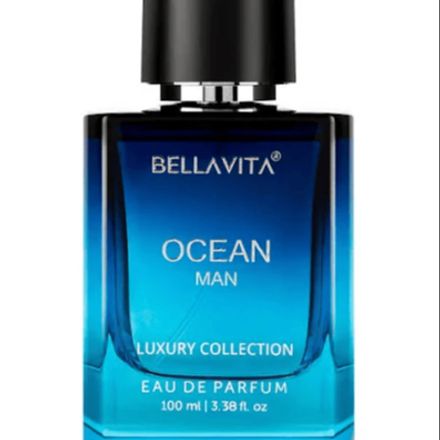 BELLAVITA®
OCEAN
MAN
LUXURY COLLECTION
EAU DE PARFUM
100 ml | 3.38 fl. oz